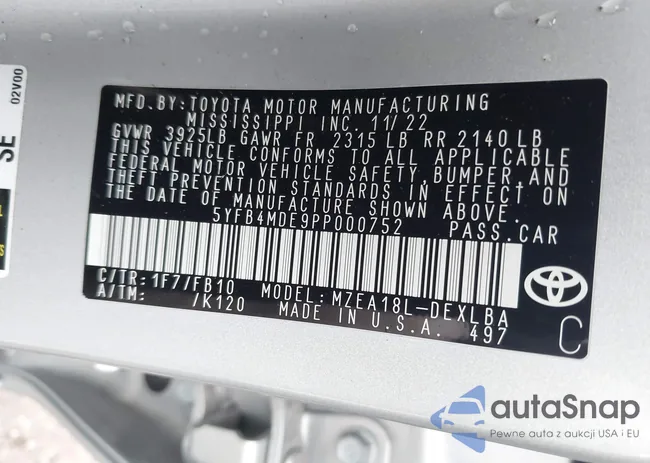 02V00
SE
MFD.BY:TOYOTA MOTOR MANUFACTURING
MISSISSIPPI INC. 11/22
GVWR 3925LB GAWR FR 2315 LB RR 2140LB
THIS VEHICLE CONFORMS TO ALL APPLICABLE
FEDERAL MOTOR VEHICLE SAFETY, BUMPER AND
THEFT PREVENTION STANDARDS IN EFFECT ON
THE DATE OF MANUFACTURE SHOWN ABOVE.
5YFB4MDE9PP000752 PASS.CAR
C/TR:1F7/FB10 MODEL:MZEA18L-DEXLBA
A/TM: /K120 MADE IN U.S.A. 497
C
autoSnap
Pewne auta z aukcji USA i EU